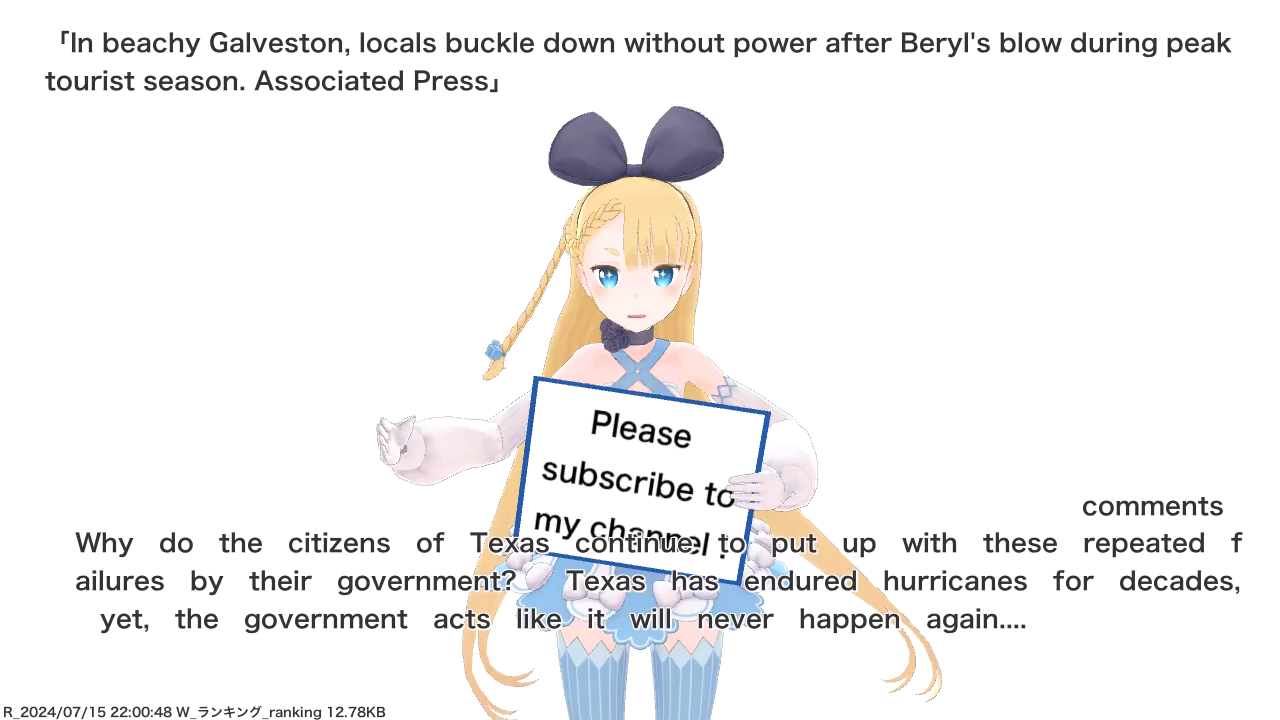 「In beachy Galveston, locals buckle down without power after Beryl's blow during peak
tourist season. Associated Press」
Please
subscribe to
my channel !
comments
Why do the citizens of Texas continue to put up with these repeated f
ailures by their government? Texas has endured hurricanes for decades,
yet, the government acts like it will never happen again....
R_2024/07/15 22:00:48 W_ランキング_ranking 12.78KB